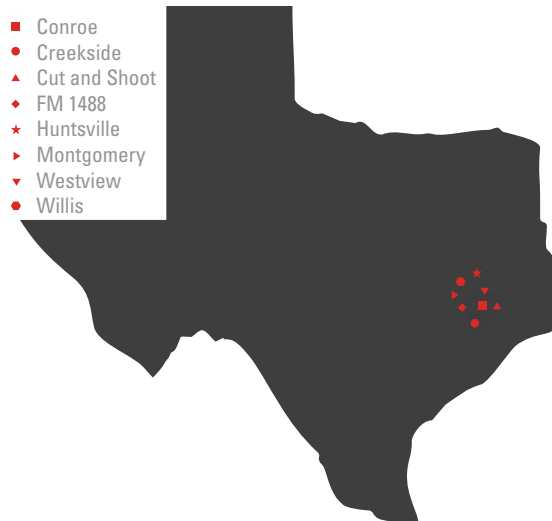 Conroe
Creekside
Cut and Shoot
FM 1488
Huntsville
Montgomery
Westview
Willis